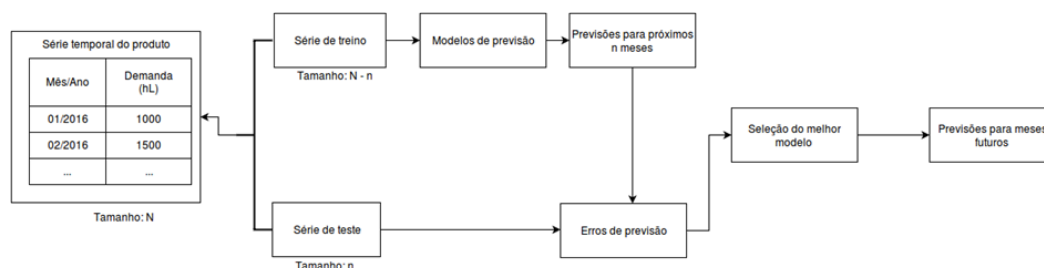 Série temporal do produto
Mês/Ano
Demanda
(hL)
01/2016
1000
02/2016
1500
...
...
Tamanho: N
Série de treino
Tamanho: N - n
Modelos de previsão
Previsões para próximos
n meses
Série de teste
Tamanho: n
Erros de previsão
Seleção do melhor
modelo
Previsões para meses
futuros